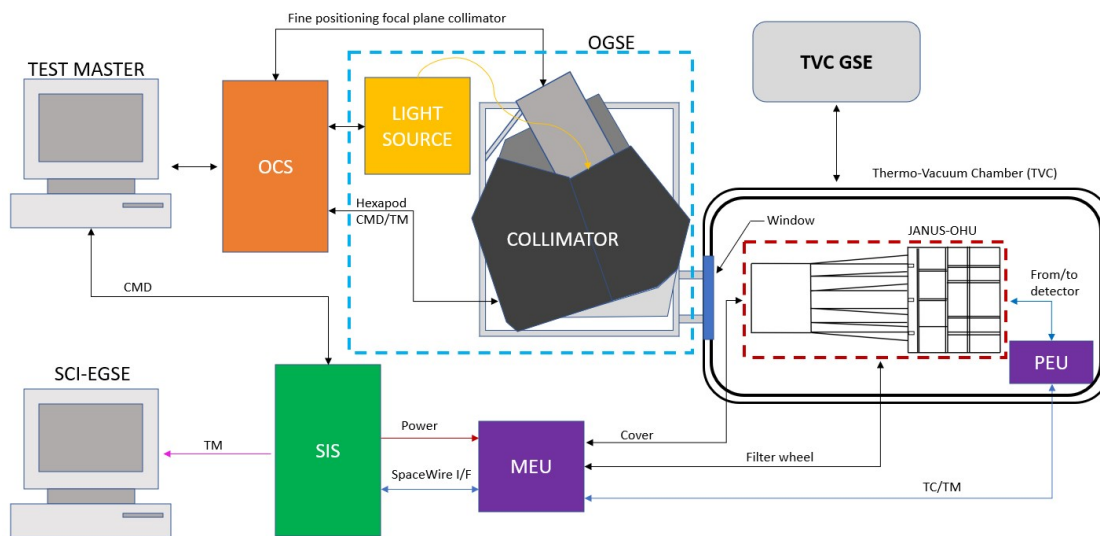 Fine positioning focal plane collimator
OGSE
TEST MASTER
TVC GSE
LIGHT
SOURCE
OCS
Thermo-Vacuum Chamber (TVC)
Hexapod
CMD/TM
Window
JANUS-OHU
COLLIMATOR
From/to
detector
CMD
PEU
SCI-EGSE
Power
Cover
TM
SIS
MEU
Filter wheel
SpaceWire I/F
TC/TM